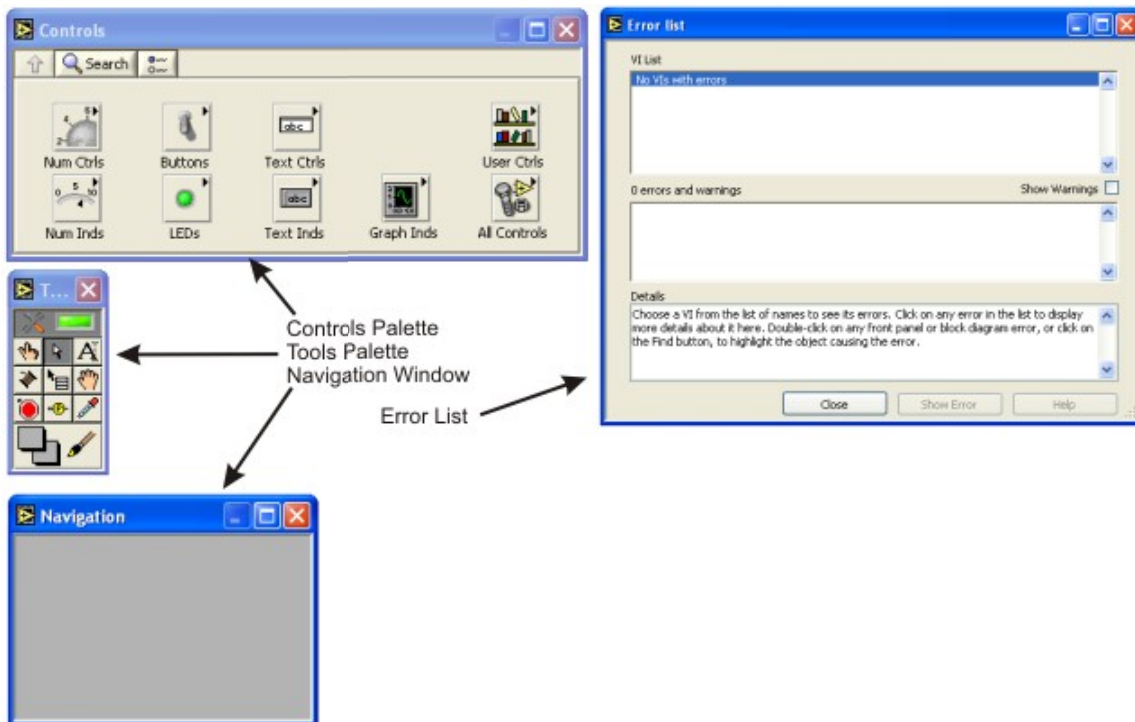 Controls
Search
Num Ctrls
Buttons
Text Ctrls
User Ctrls
Num Inds
LEDs
Text Inds
Graph Inds
All Controls
T...
Controls Palette
Tools Palette
Navigation Window
Error List
Navigation
Error list
VI List
No VIs with errors
0 errors and warnings
Show Warnings
Details
Choose a VI from the list of names to see its errors. Click on any error in the list to display
more details about it here. Double-click on any front panel or block diagram error, or click on
the Find button, to highlight the object causing the error.
Close
Show Error
Help